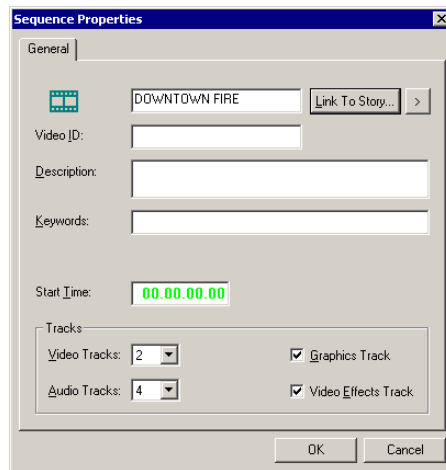 Sequence Properties
General
DOWNTOWN FIRE
Link To Story...
>
Video ID:
Description:
Keywords:
Start Time:
00.00.00.00
Tracks
Video Tracks: 2
Graphics Track
Audio Tracks: 4
Video Effects Track
OK
Cancel